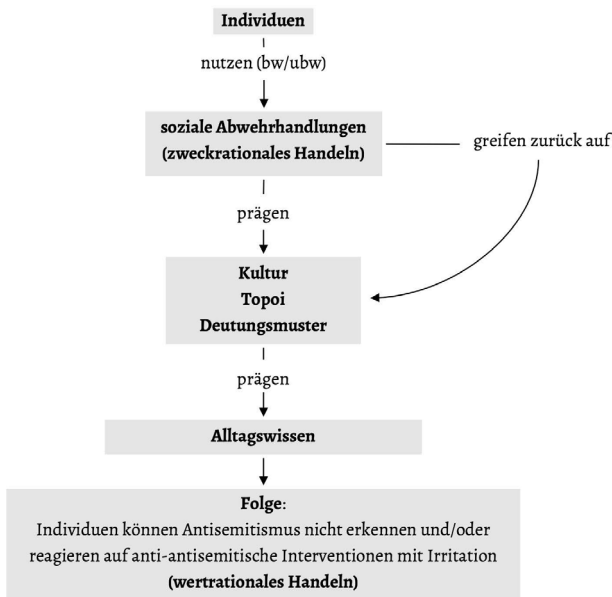 Individuen
nutzen (bw/ubw)
soziale Abwehrhandlungen
(zweckrationales Handeln)
greifen zurück auf
prägen
Kultur
Topoi
Deutungsmuster
prägen
Alltagswissen
Folge:
Individuen können Antisemitismus nicht erkennen und/oder
reagieren auf anti-antisemitische Interventionen mit Irritation
(wertrationales Handeln)